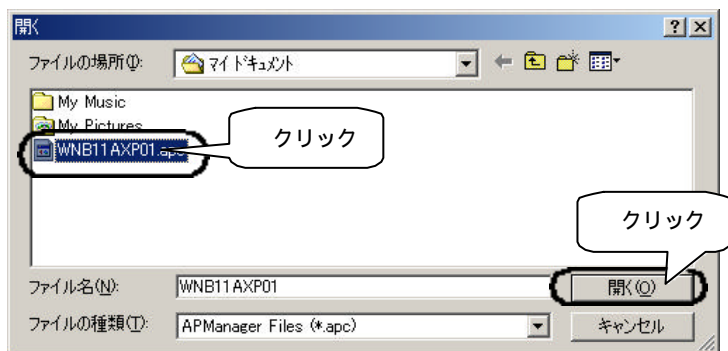 開く
ファイルの場所(I):
マイ ドキュメント
My Music
My Pictures
WNB11AXP01.apc
クリック
クリック
ファイル名(N):
WNB11AXP01
開く(O)
ファイルの種類(T):
APManager Files (*.apc)
キャンセル